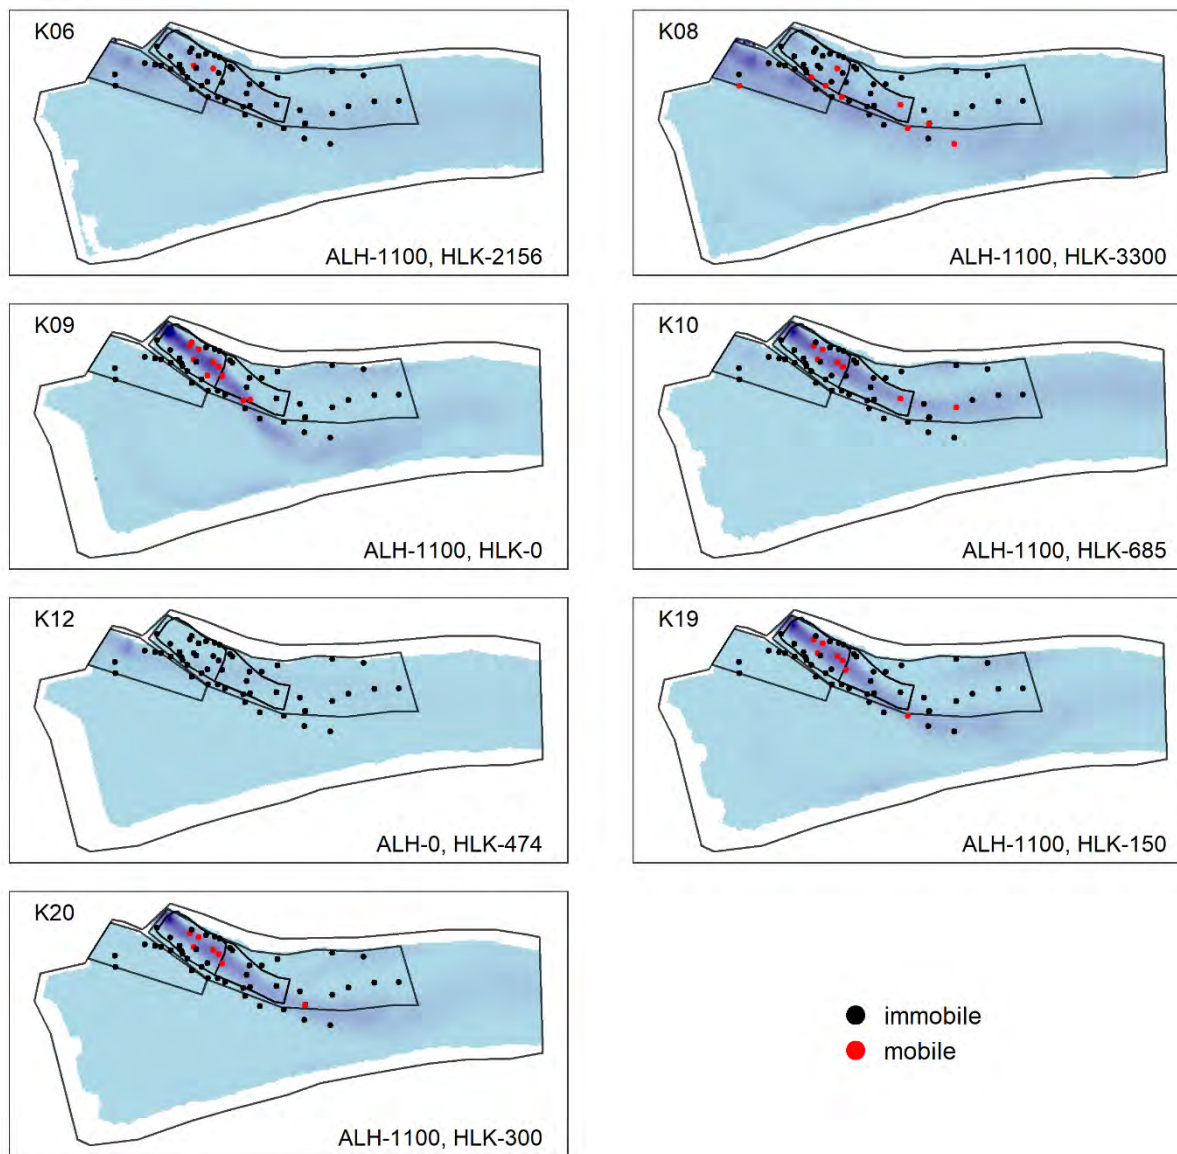 K06
ALH-1100, HLK-2156
K08
ALH-1100, HLK-3300
K09
ALH-1100, HLK-0
K10
ALH-1100, HLK-685
K12
ALH-0, HLK-474
K19
ALH-1100, HLK-150
K20
ALH-1100, HLK-300
immobile
mobile